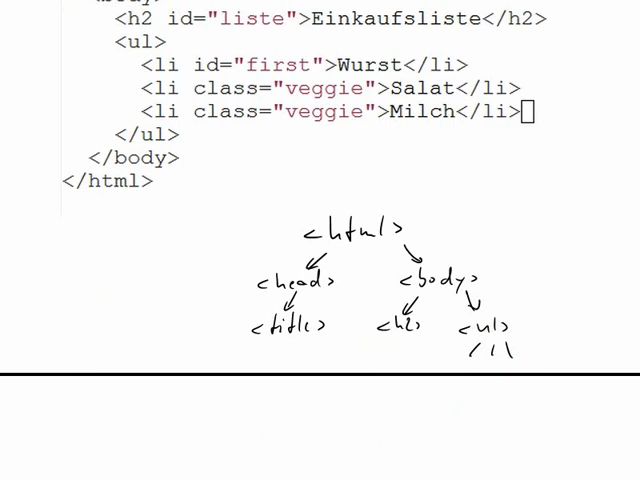 <body>
<h2 id="liste">Einkaufsliste</h2>
<ul>
<li id="first">Wurst</li>
<li class="veggie">Salat</li>
<li class="veggie">Milch</li>
</ul>
</body>
</html>
<html>
<head> <body>
<title> <h2> <ul>